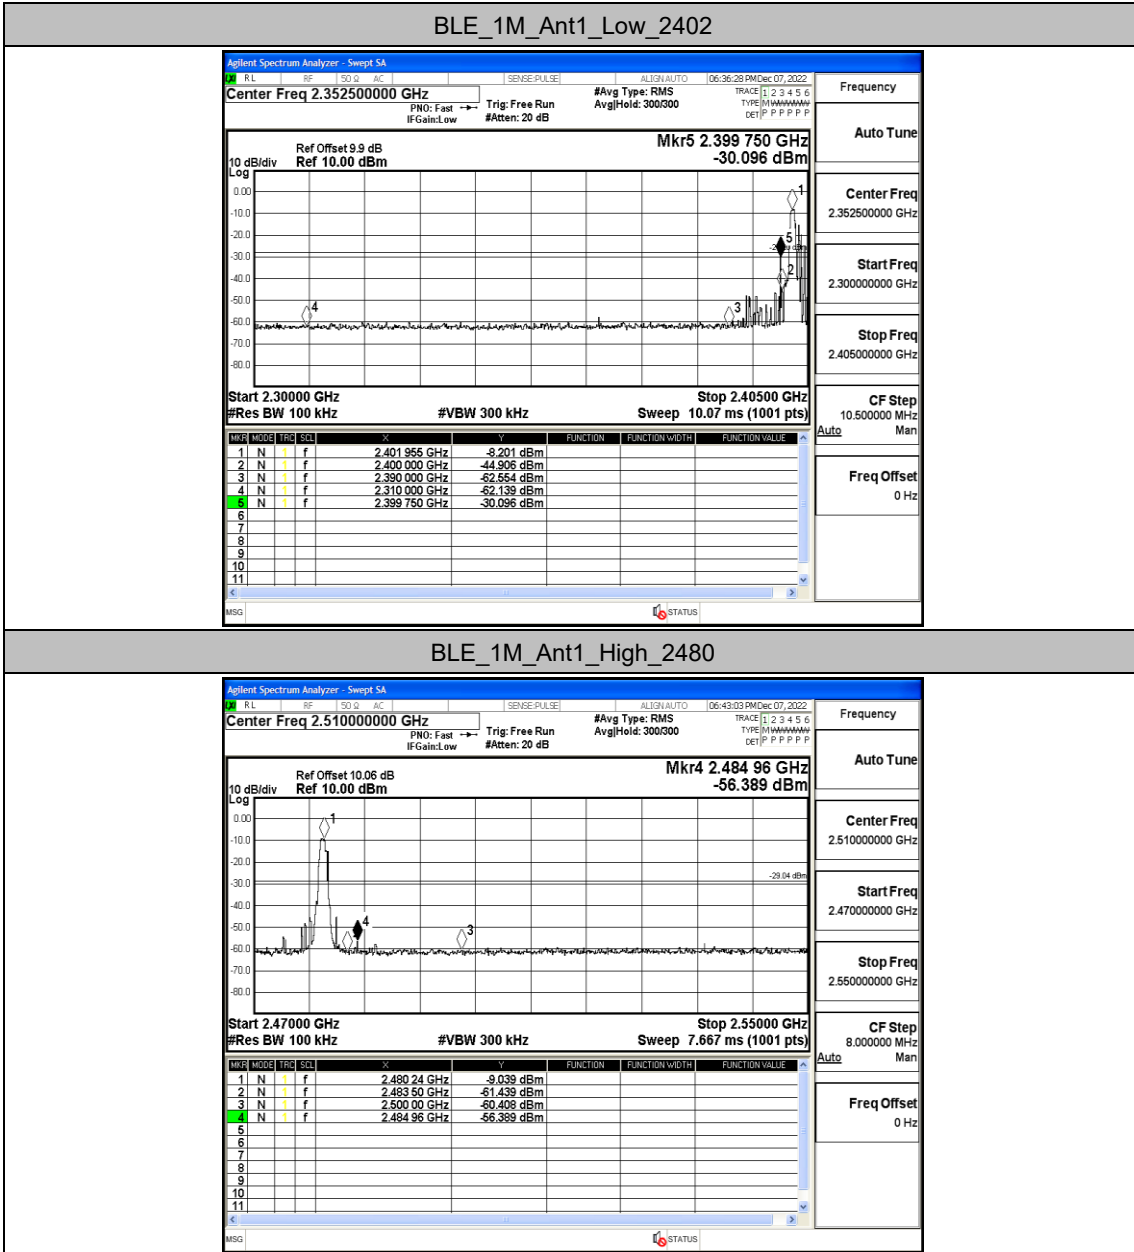 BLE_1M_Ant1_Low_2402
Agilent Spectrum Analyzer - Swept SA
LXI RL RF 50 Ω AC SENSE:PULSE ALIGN AUTO 06:36:28 PM Dec 07, 2022
Center Freq 2.352500000 GHz #Avg Type: RMS TRACE 1 2 3 4 5 6
PNO: Fast Trig: Free Run Avg|Hold: 300/300 TYPE M WWWWW
IFGain:Low #Atten: 20 dB DET P P P P P P
Mkr5 2.399 750 GHz
-30.096 dBm
Ref Offset 9.9 dB
10 dB/div Ref 10.00 dBm
Log
0.00
-10.0
-20.0
-30.0
-40.0
-50.0
-60.0
-70.0
-80.0
1
5
2
3
4
Start 2.30000 GHz Stop 2.40500 GHz
#Res BW 100 kHz #VBW 300 kHz Sweep 10.07 ms (1001 pts)
MKR MODE TRC SCL X Y FUNCTION FUNCTION WIDTH FUNCTION VALUE
1 N 1 f 2.401 955 GHz -8.201 dBm
2 N 1 f 2.400 000 GHz -44.906 dBm
3 N 1 f 2.390 000 GHz -62.554 dBm
4 N 1 f 2.310 000 GHz -62.139 dBm
5 N 1 f 2.399 750 GHz -30.096 dBm
6
7
8
9
10
11
MSG STATUS
Frequency
Auto Tune
Center Freq
2.352500000 GHz
Start Freq
2.300000000 GHz
Stop Freq
2.405000000 GHz
CF Step
10.500000 MHz
Auto Man
Freq Offset
0 Hz
BLE_1M_Ant1_High_2480
Agilent Spectrum Analyzer - Swept SA
LXI RL RF 50 Ω AC SENSE:PULSE ALIGN AUTO 06:43:03 PM Dec 07, 2022
Center Freq 2.510000000 GHz #Avg Type: RMS TRACE 1 2 3 4 5 6
PNO: Fast Trig: Free Run Avg|Hold: 300/300 TYPE M WWWWW
IFGain:Low #Atten: 20 dB DET P P P P P P
Mkr4 2.484 96 GHz
-56.389 dBm
Ref Offset 10.06 dB
10 dB/div Ref 10.00 dBm
Log
0.00
-10.0
-20.0
-30.0
-40.0
-50.0
-60.0
-70.0
-80.0
1
-29.04 dBm
4
3
Start 2.47000 GHz Stop 2.55000 GHz
#Res BW 100 kHz #VBW 300 kHz Sweep 7.667 ms (1001 pts)
MKR MODE TRC SCL X Y FUNCTION FUNCTION WIDTH FUNCTION VALUE
1 N 1 f 2.480 24 GHz -9.039 dBm
2 N 1 f 2.483 50 GHz -61.439 dBm
3 N 1 f 2.500 00 GHz -60.408 dBm
4 N 1 f 2.484 96 GHz -56.389 dBm
5
6
7
8
9
10
11
MSG STATUS
Frequency
Auto Tune
Center Freq
2.510000000 GHz
Start Freq
2.470000000 GHz
Stop Freq
2.550000000 GHz
CF Step
8.000000 MHz
Auto Man
Freq Offset
0 Hz